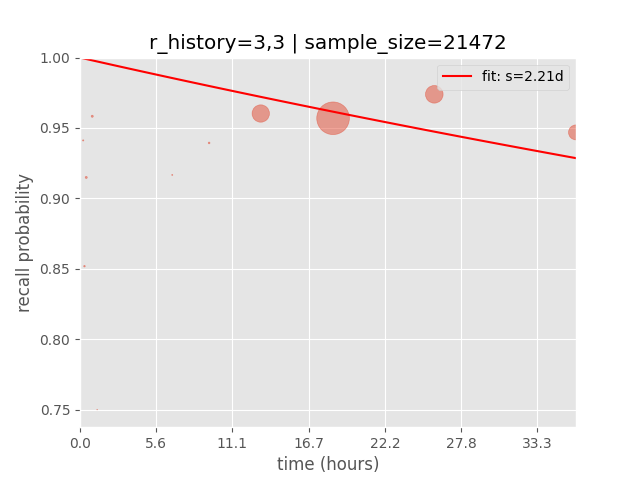 r_history=3,3 | sample_size=21472
fit: s=2.21d
recall probability
1.00
0.95
0.90
0.85
0.80
0.75
0.0 5.6 11.1 16.7 22.2 27.8 33.3
time (hours)